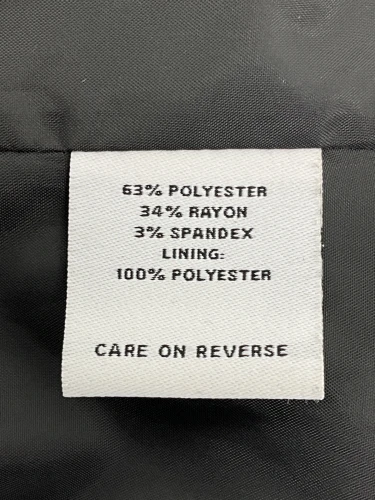 63% POLYESTER
34% RAYON
3% SPANDEX
LINING:
100% POLYESTER
CARE ON REVERSE